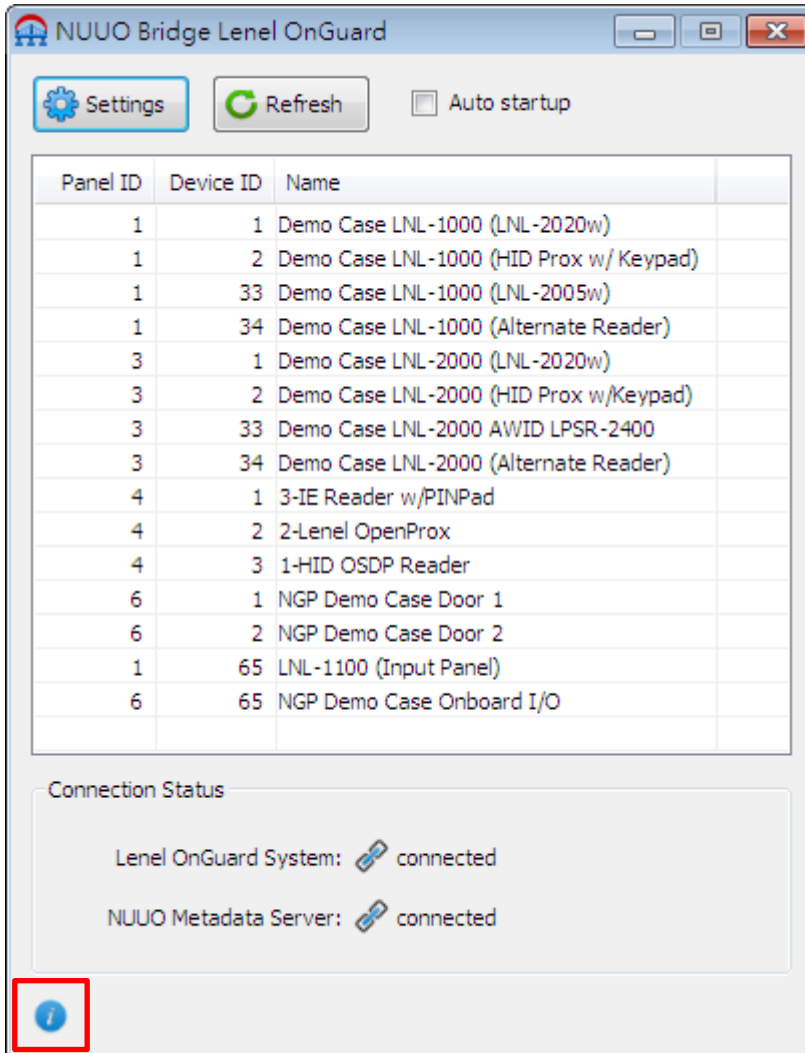 NUUO Bridge Lenel OnGuard
Settings Refresh Auto startup
Panel ID Device ID Name
1 1 Demo Case LNL-1000 (LNL-2020w)
1 2 Demo Case LNL-1000 (HID Prox w/ Keypad)
1 33 Demo Case LNL-1000 (LNL-2005w)
1 34 Demo Case LNL-1000 (Alternate Reader)
3 1 Demo Case LNL-2000 (LNL-2020w)
3 2 Demo Case LNL-2000 (HID Prox w/Keypad)
3 33 Demo Case LNL-2000 AWID LPSR-2400
3 34 Demo Case LNL-2000 (Alternate Reader)
4 1 3-IE Reader w/PINPad
4 2 2-Lenel OpenProx
4 3 1-HID OSDP Reader
6 1 NGP Demo Case Door 1
6 2 NGP Demo Case Door 2
1 65 LNL-1100 (Input Panel)
6 65 NGP Demo Case Onboard I/O
Connection Status
Lenel OnGuard System: connected
NUUO Metadata Server: connected
i